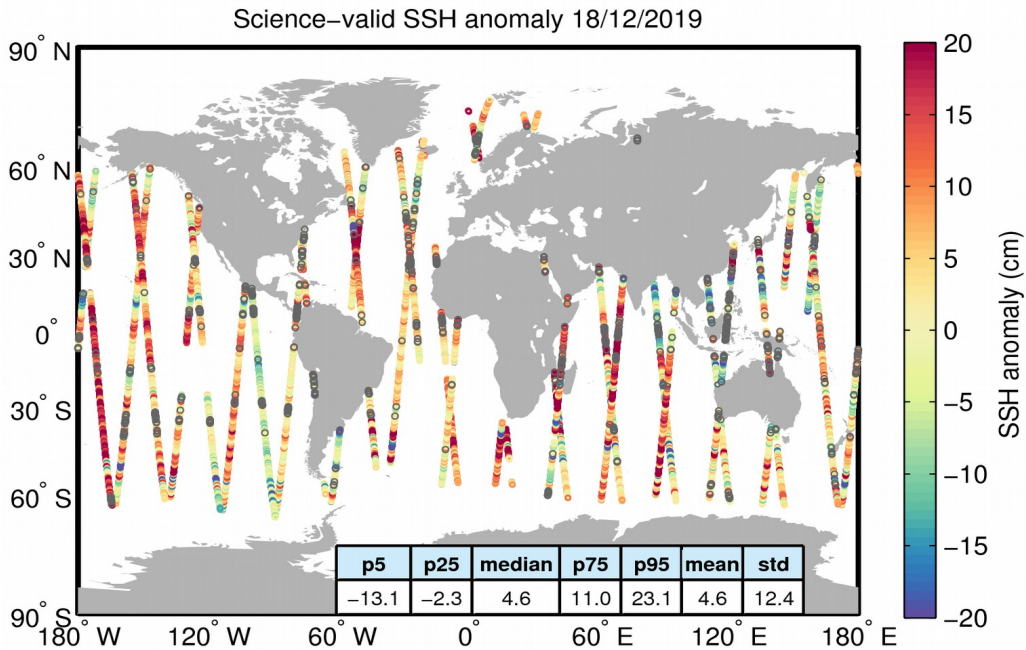 Science−valid SSH anomaly 18/12/2019
90° N
60° N
30° N
0°
30° S
60° S
90° S
180° W
120° W
60° W
0°
60° E
120° E
180° E
p5 p25 median p75 p95 mean std
−13.1 −2.3 4.6 11.0 23.1 4.6 12.4
20
15
10
5
0
−5
−10
−15
−20
SSH anomaly (cm)